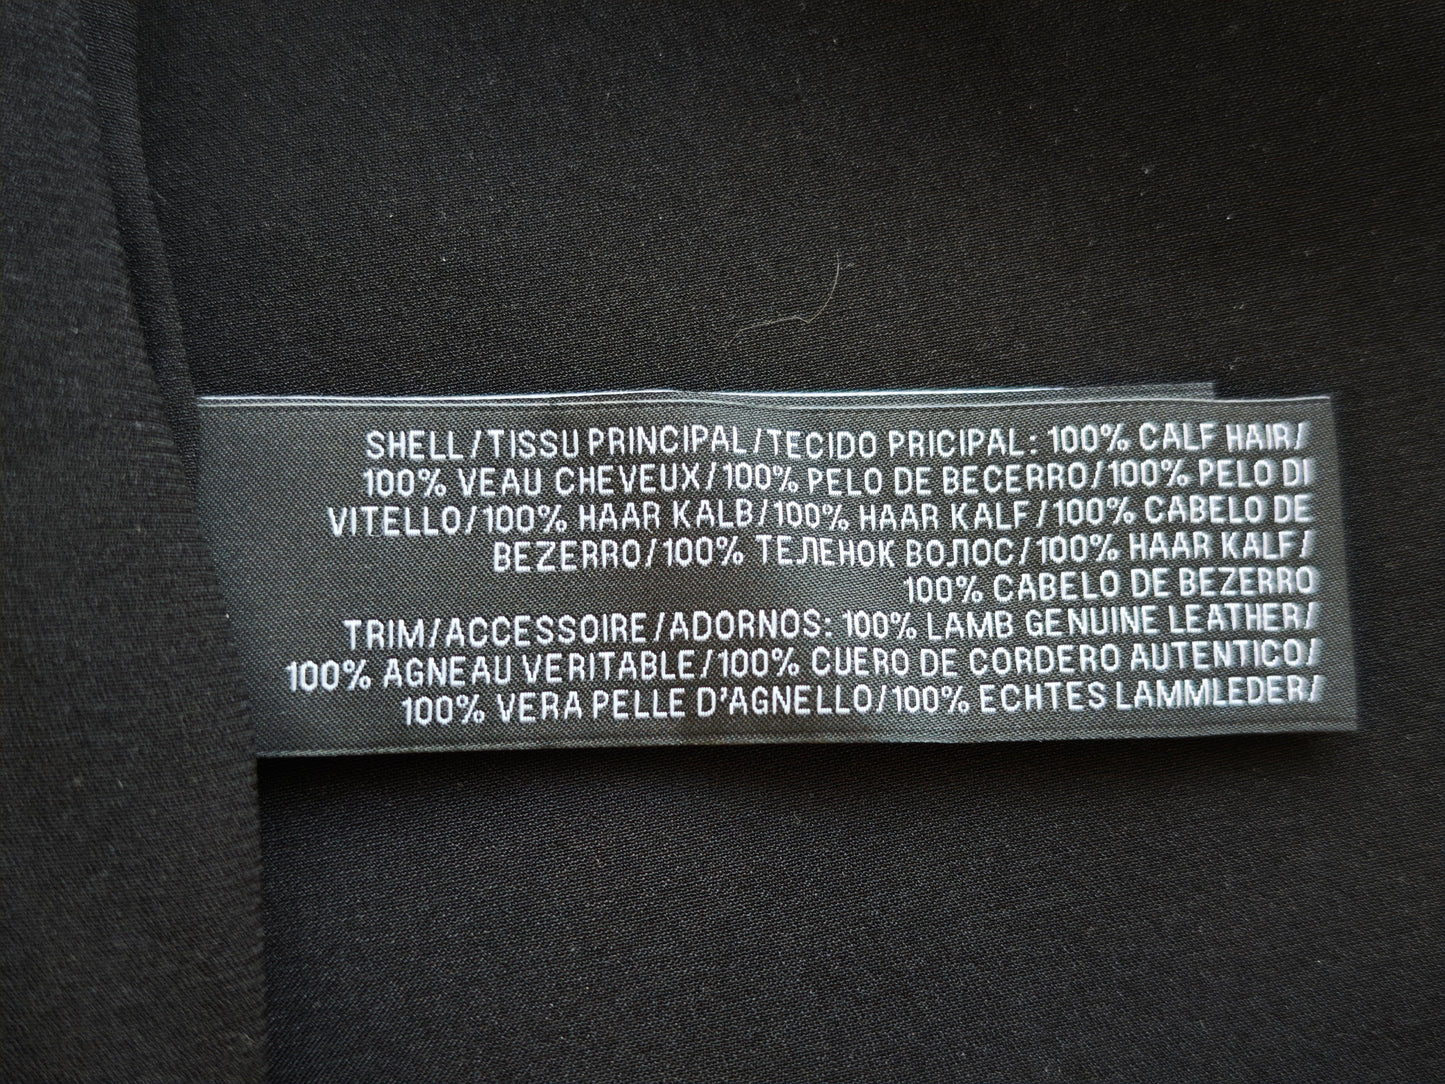 SHELL/TISSU PRINCIPAL/TECIDO PRICIPAL: 100% CALF HAIR/
100% VEAU CHEVEUX/100% PELO DE BECERRO/100% PELO DI
VITELLO/100% HAAR KALB/100% HAAR KALF/100% CABELO DE
BEZERRO/100% ТЕЛЕНОК ВОЛОС/100% HAAR KALF/
100% CABELO DE BEZERRO
TRIM/ACCESSOIRE/ADORNOS: 100% LAMB GENUINE LEATHER/
100% AGNEAU VERITABLE/100% CUERO DE CORDERO AUTENTICO/
100% VERA PELLE D'AGNELLO/100% ECHTES LAMMLEDER/